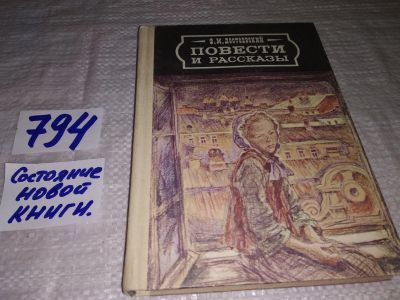 794
Состояние
новой
книги.
Ф.М. ДОСТОЕВСКИЙ
ПОВЕСТИ
И РАССКАЗЫ